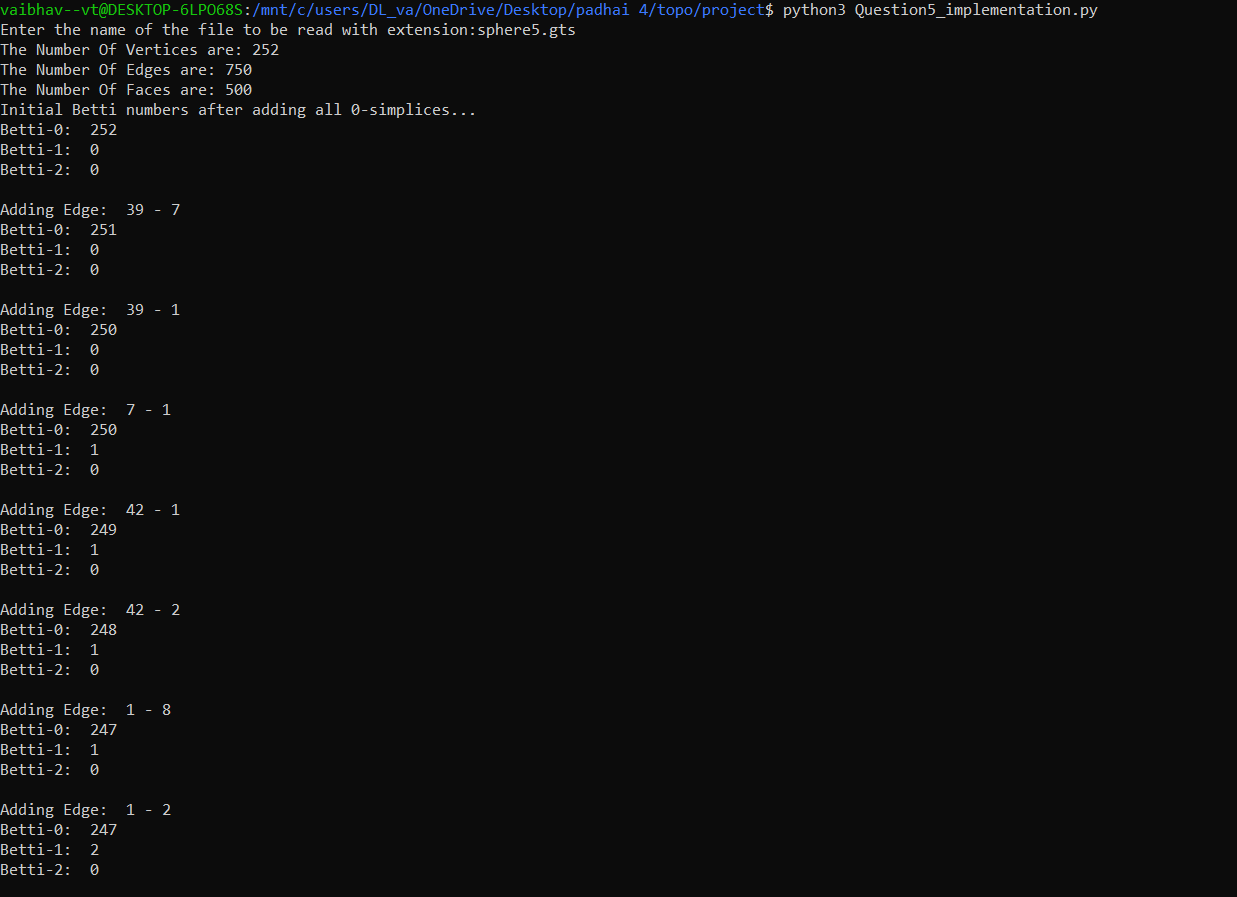 vaibhav--vt@DESKTOP-6LPO68S:/mnt/c/users/DL_va/OneDrive/Desktop/padhai 4/topo/project$ python3 Question5_implementation.py
Enter the name of the file to be read with extension:sphere5.gts
The Number Of Vertices are: 252
The Number Of Edges are: 750
The Number Of Faces are: 500
Initial Betti numbers after adding all 0-simplices...
Betti-0:  252
Betti-1:  0
Betti-2:  0

Adding Edge:  39 - 7
Betti-0:  251
Betti-1:  0
Betti-2:  0

Adding Edge:  39 - 1
Betti-0:  250
Betti-1:  0
Betti-2:  0

Adding Edge:  7 - 1
Betti-0:  250
Betti-1:  1
Betti-2:  0

Adding Edge:  42 - 1
Betti-0:  249
Betti-1:  1
Betti-2:  0

Adding Edge:  42 - 2
Betti-0:  248
Betti-1:  1
Betti-2:  0

Adding Edge:  1 - 8
Betti-0:  247
Betti-1:  1
Betti-2:  0

Adding Edge:  1 - 2
Betti-0:  247
Betti-1:  2
Betti-2:  0